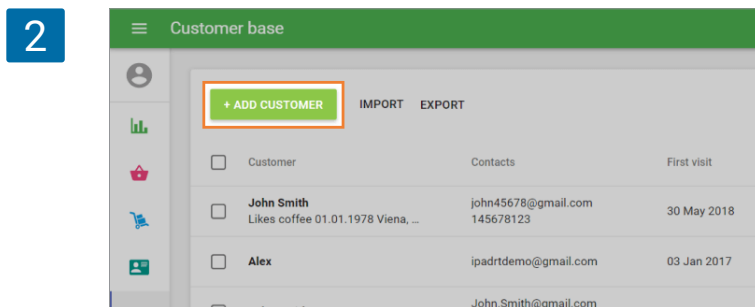 2
Customer base
+ ADD CUSTOMER IMPORT EXPORT
Customer Contacts First visit
John Smith john45678@gmail.com
Likes coffee 01.01.1978 Viena, ... 145678123 30 May 2018
Alex ipadrtdemo@gmail.com 03 Jan 2017
John.Smith@gmail.com